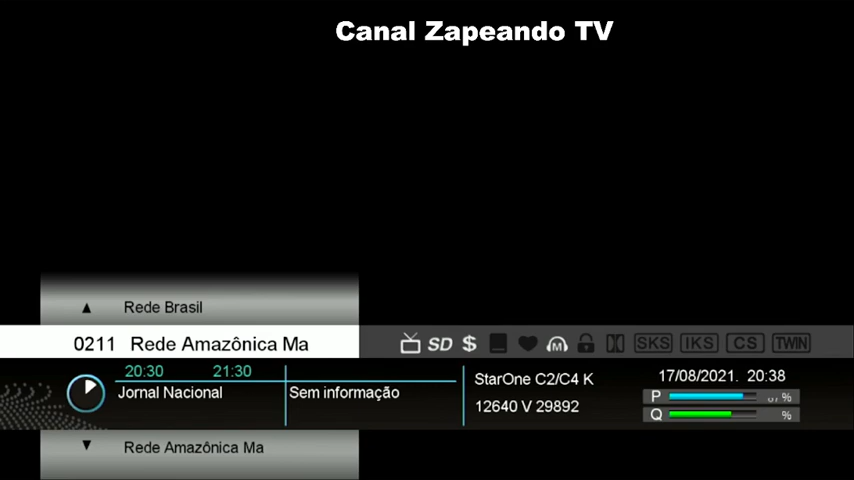 Canal Zapeando TV
▲ Rede Brasil
0211 Rede Amazônica Ma SD $ M SKS IKS CS TWIN
20:30 21:30
Jornal Nacional Sem informação
StarOne C2/C4 K
12640 V 29892
17/08/2021. 20:38
P %
Q %
▼ Rede Amazônica Ma